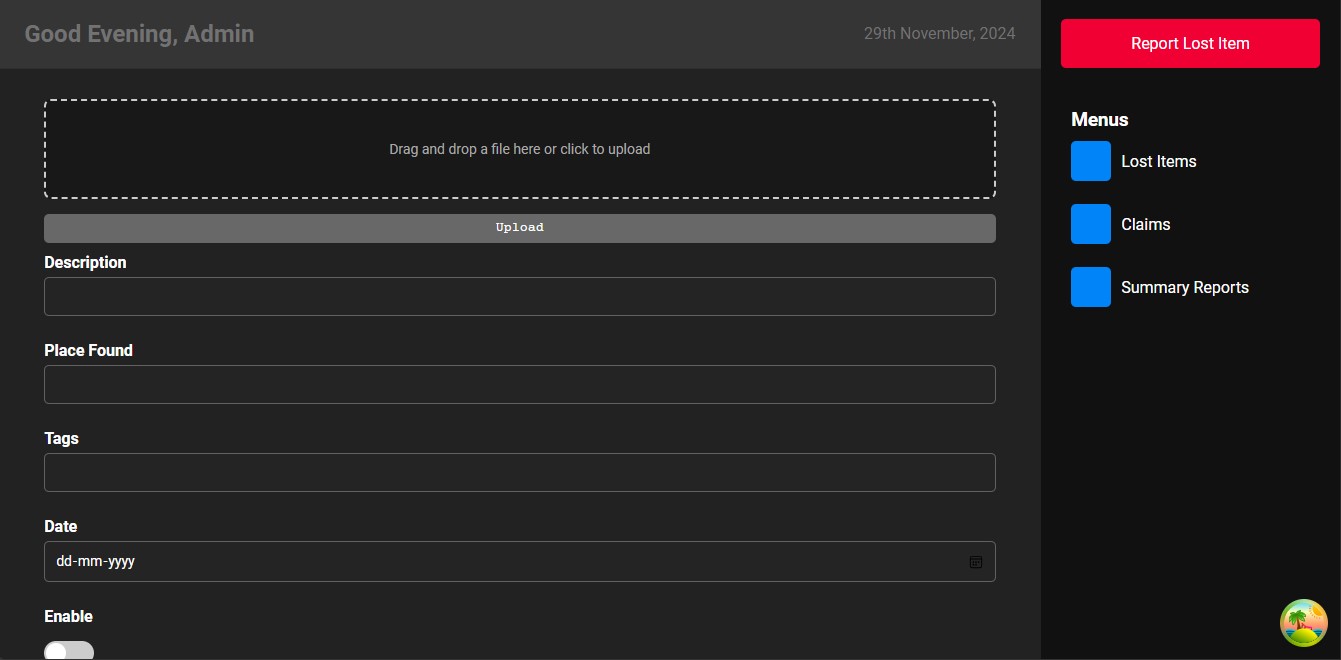 Good Evening, Admin
29th November, 2024
Drag and drop a file here or click to upload
Upload
Description
Place Found
Tags
Date
dd-mm-yyyy
Enable
Report Lost Item
Menus
Lost Items
Claims
Summary Reports